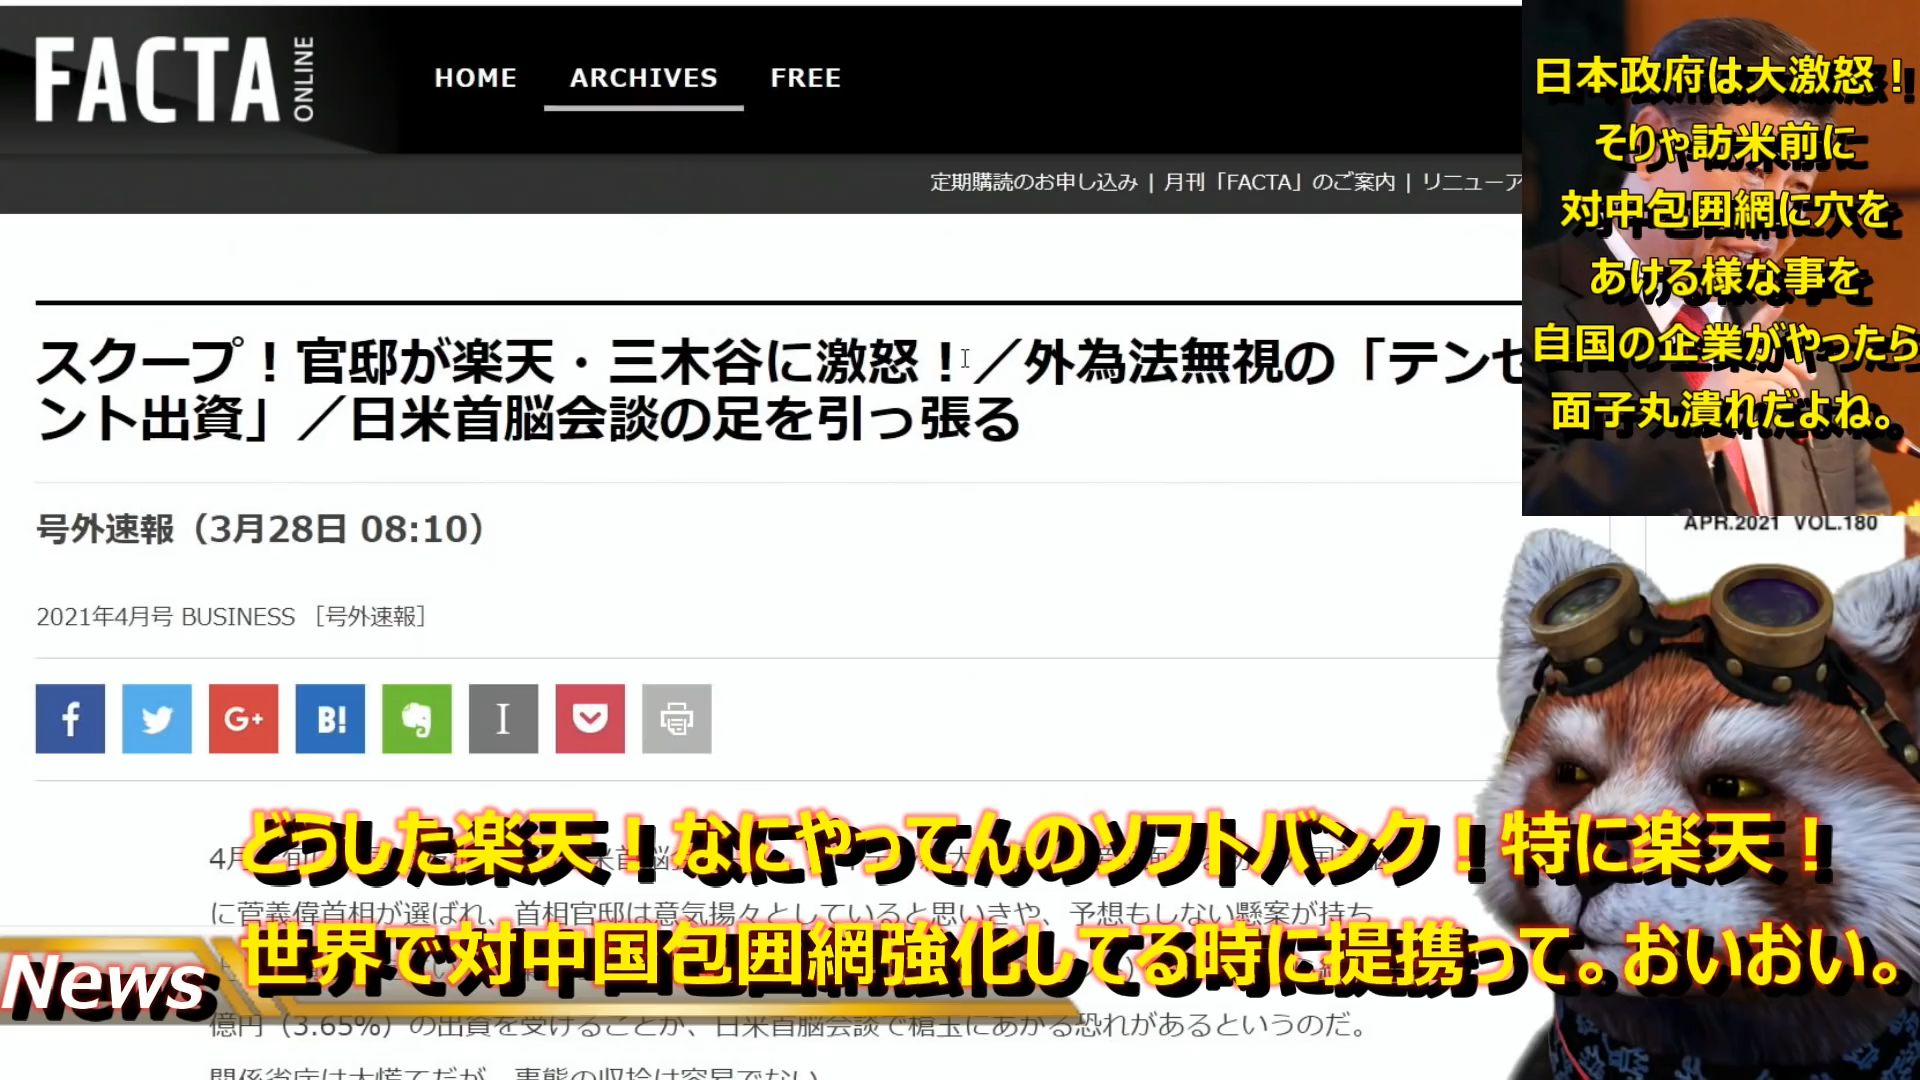 FACTA ONLINE
HOME ARCHIVES FREE
定期購読のお申し込み | 月刊「FACTA」のご案内 | リニューア
日本政府は大激怒！
そりゃ訪米前に
対中包囲網に穴を
あける様な事を
自国の企業がやったら
面子丸潰れだよね。
スクープ！官邸が楽天・三木谷に激怒！／外為法無視の「テンセ
ント出資」／日米首脳会談の足を引っ張る
号外速報（3月28日 08:10）
APR.2021 VOL.180
2021年4月号 BUSINESS ［号外速報］
f G+ B! I
どうした楽天！なにやってんのソフトバンク！特に楽天！
に菅義偉首相が選ばれ、首相官邸は意気揚々としていると思いきや、予想もしない懸案が持ち
世界で対中国包囲網強化してる時に提携って。おいおい。
News
億円（3.65%）の出資を受けることが、日米首脳会談で槍玉にあがる恐れがあるというのだ。
関係省庁は大慌てだが、事態の収拾は容易でない。